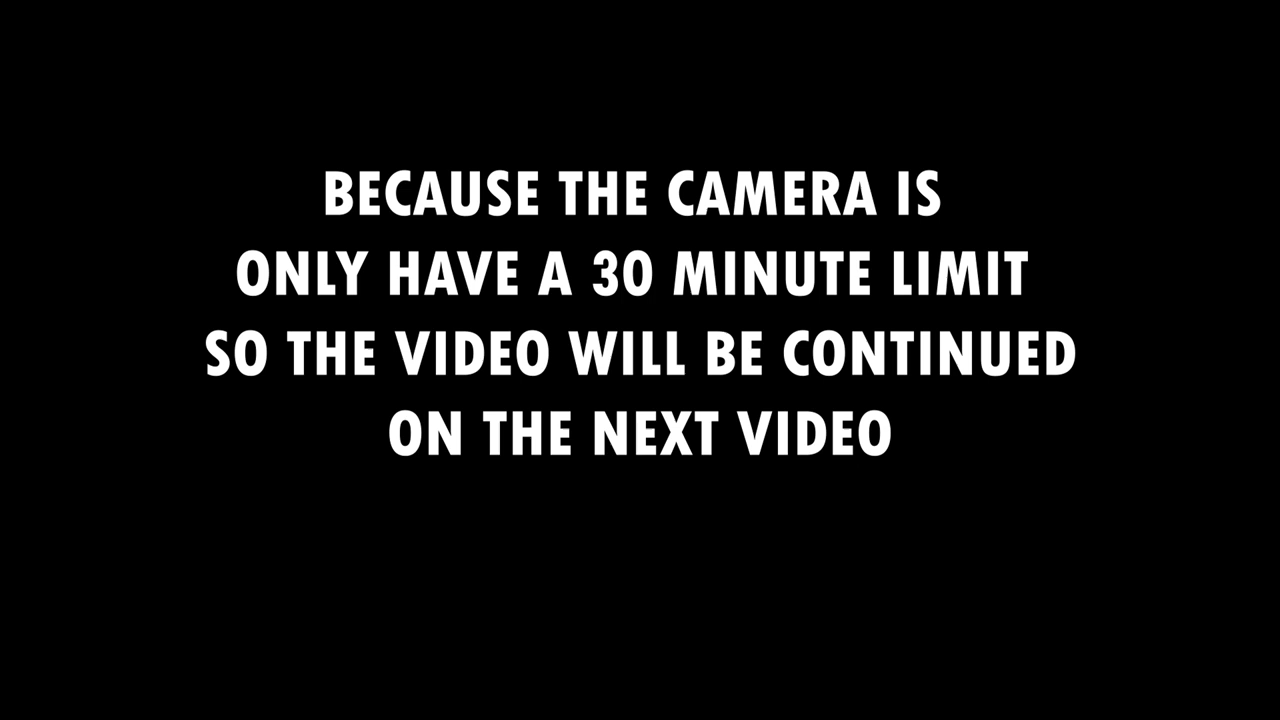 BECAUSE THE CAMERA IS
ONLY HAVE A 30 MINUTE LIMIT
SO THE VIDEO WILL BE CONTINUED
ON THE NEXT VIDEO